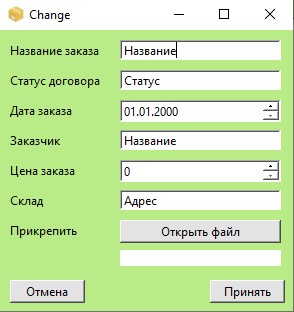 Change
Название заказа Название
Статус договора Статус
Дата заказа 01.01.2000
Заказчик Название
Цена заказа 0
Склад Адрес
Прикрепить Открыть файл
Отмена Принять